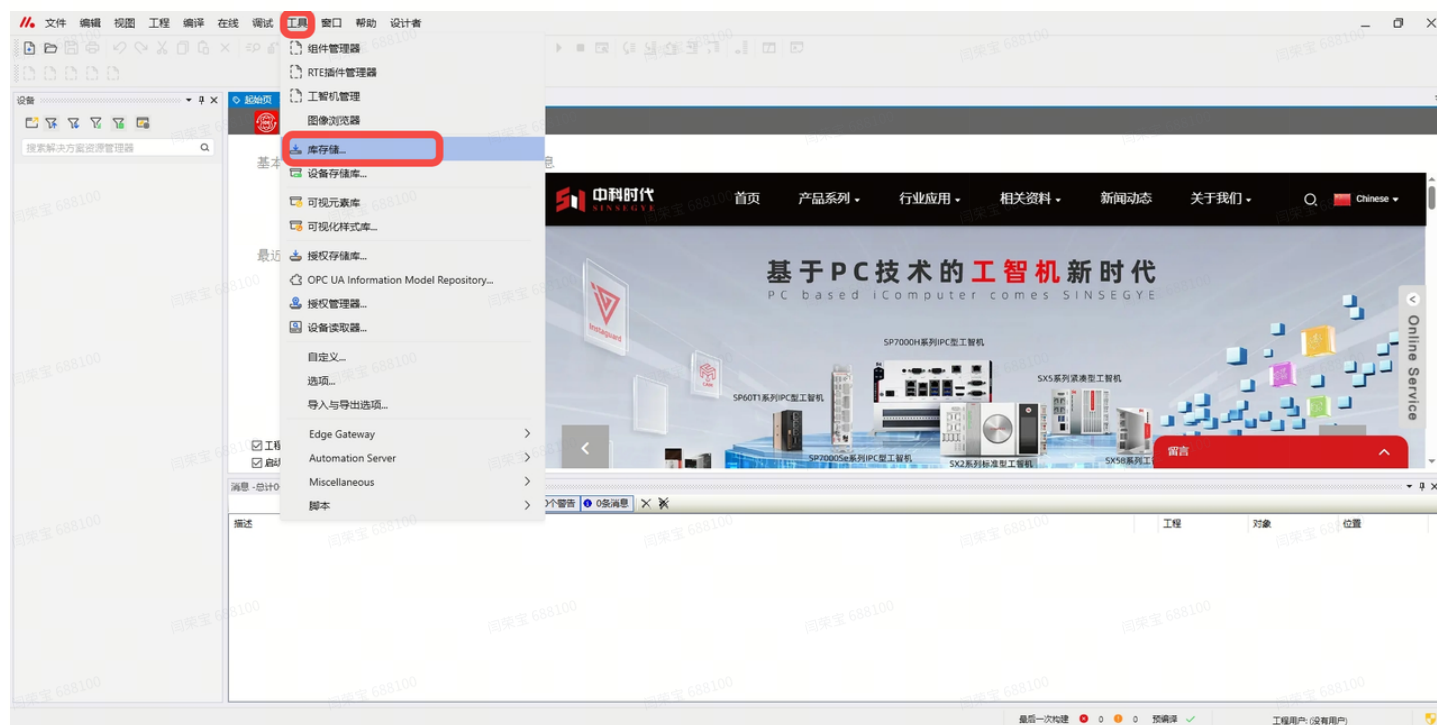 文件 编辑 视图 工程 编译 在线 调试 工具 窗口 帮助 设计者
组件管理器
RTE插件管理器
工智机管理
图像浏览器
库存储...
设备存储库...
可视元素库
可视化样式库...
授权存储库...
OPC UA Information Model Repository...
授权管理器...
设备读取器...
自定义...
选项...
导入与导出选项...
Edge Gateway
Automation Server
Miscellaneous
脚本
设备
搜索解决方案资源管理器
起始页
基本
息
最近
工程
启动
中科时代
SINSEGYE
首页 产品系列 行业应用 相关资料 新闻动态 关于我们 Chinese
基于PC技术的工智机新时代
PC based iComputer comes SINSEGYE
Instaguard
SP7000H系列IPC型工智机
SX5系列紧凑型工智机
SP60T1系列IPC型工智机
SP7000Se系列IPC型工智机
SX2系列标准型工智机
SX58系列工
Online Service
留言
消息 -总计0
0个警告 0条消息
描述 工程 对象 位置
最后一次构建 0 0 预编译 工程用户: (没有用户)
闫荣宝 688100